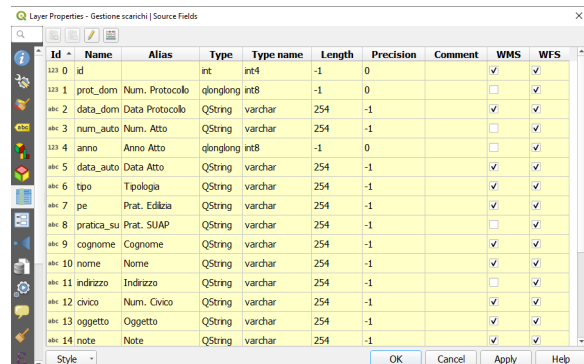 Layer Properties - Gestione scarichi | Source Fields
Id Name Alias Type Type name Length Precision Comment WMS WFS
123 0 id int int4 -1 0
123 1 prot_dom Num. Protocollo qlonglong int8 -1 0
abc 2 data_dom Data Protocollo QString varchar 254 -1
abc 3 num_auto Num. Atto QString varchar 254 -1
123 4 anno Anno Atto qlonglong int8 -1 0
abc 5 data_auto Data Atto QString varchar 254 -1
abc 6 tipo Tipologia QString varchar 254 -1
abc 7 pe Prat. Edilzia QString varchar 254 -1
abc 8 pratica_su Prat. SUAP QString varchar 254 -1
abc 9 cognome Cognome QString varchar 254 -1
abc 10 nome Nome QString varchar 254 -1
abc 11 indirizzo Indirizzo QString varchar 254 -1
abc 12 civico Num. Civico QString varchar 254 -1
abc 13 oggetto Oggetto QString varchar 254 -1
abc 14 note Note QString varchar 254 -1
Style OK Cancel Apply Help